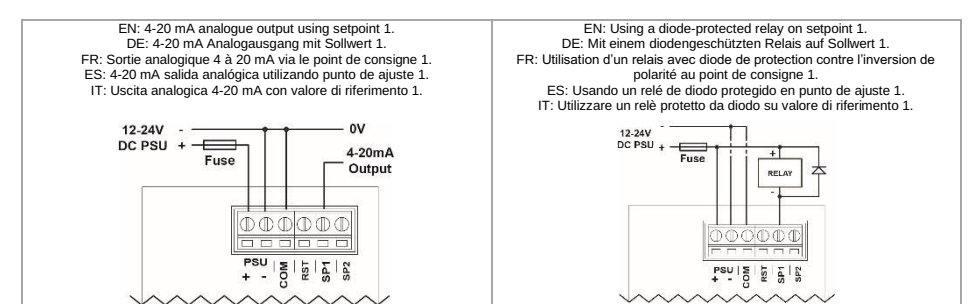 EN: 4-20 mA analogue output using setpoint 1.
DE: 4-20 mA Analogausgang mit Sollwert 1.
FR: Sortie analogique 4 à 20 mA via le point de consigne 1.
ES: 4-20 mA salida analógica utilizando punto de ajuste 1.
IT: Uscita analogica 4-20 mA con valore di riferimento 1.
12-24V - 0V
DC PSU + Fuse
4-20mA
Output
PSU
+ - COM RST SP1 SP2
EN: Using a diode-protected relay on setpoint 1.
DE: Mit einem diodengeschützten Relais auf Sollwert 1.
FR: Utilisation d'un relais avec diode de protection contre l'inversion de
polarité au point de consigne 1.
ES: Usando un relé de diodo protegido en punto de ajuste 1.
IT: Utilizzare un relè protetto da diodo su valore di riferimento 1.
12-24V -
DC PSU + Fuse
+
RELAY
-
PSU
+ - COM RST SP1 SP2